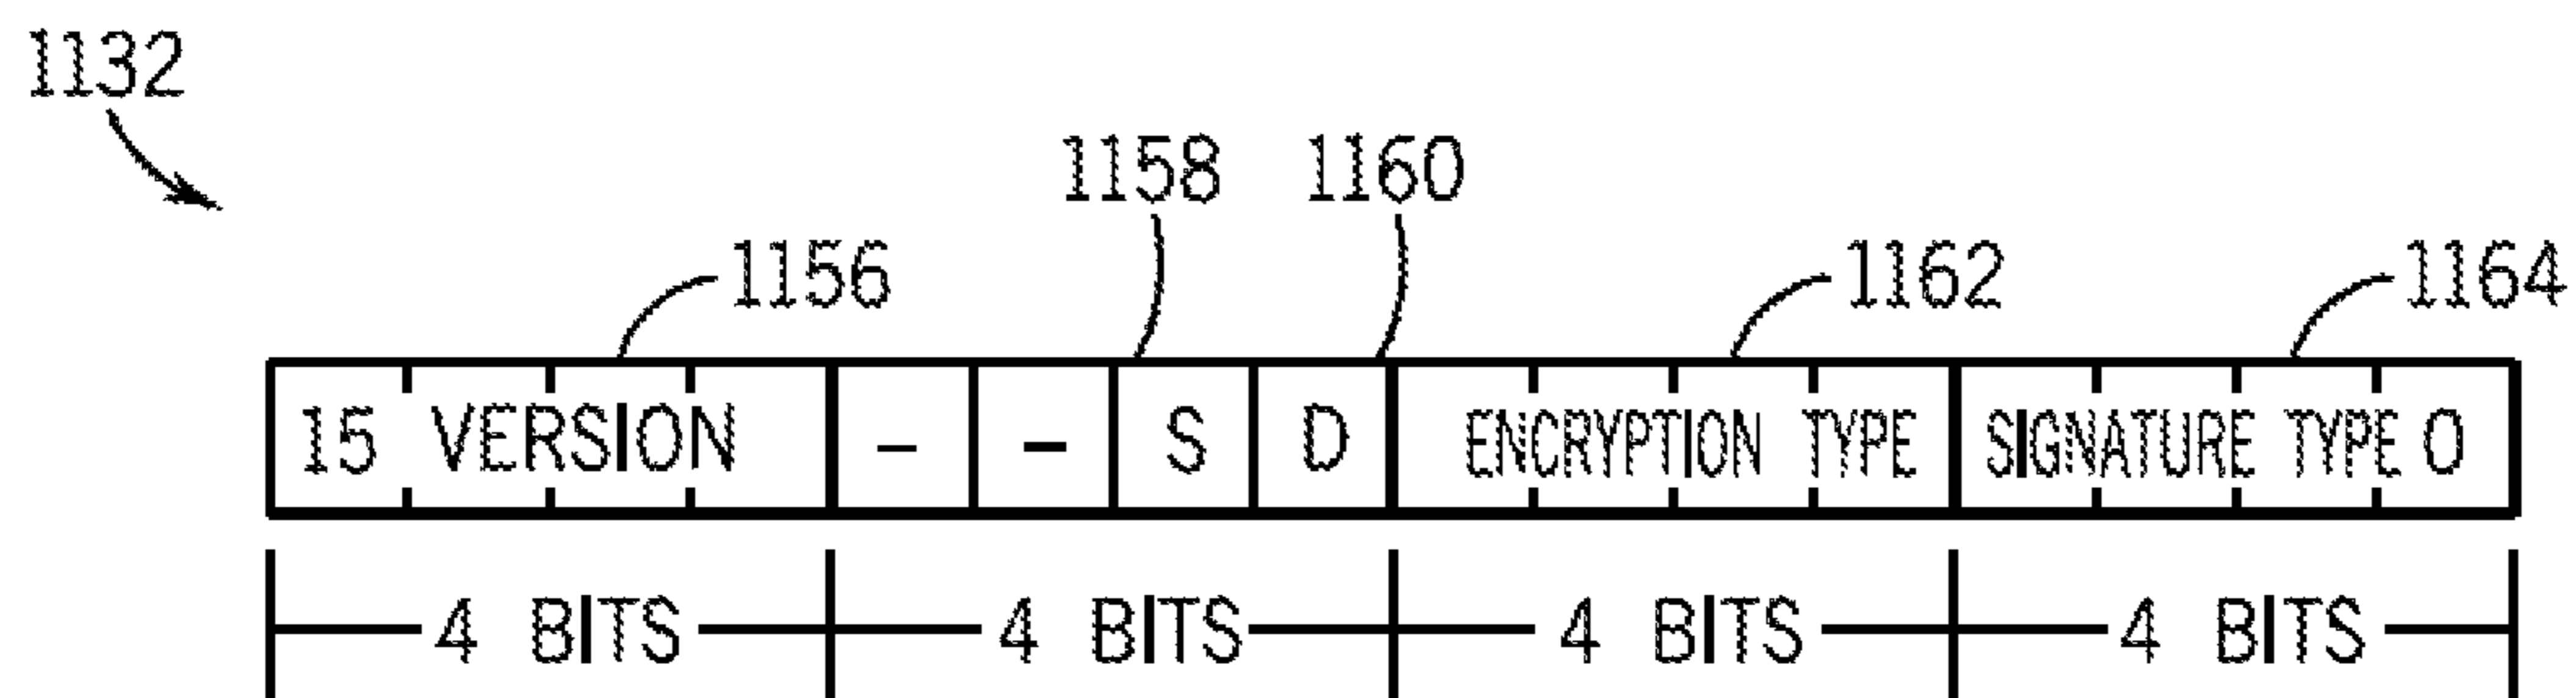 1132
1158 1160
1156 1162 1164
15 VERSION - - S D ENCRYPTION TYPE SIGNATURE TYPE 0
4 BITS 4 BITS 4 BITS 4 BITS